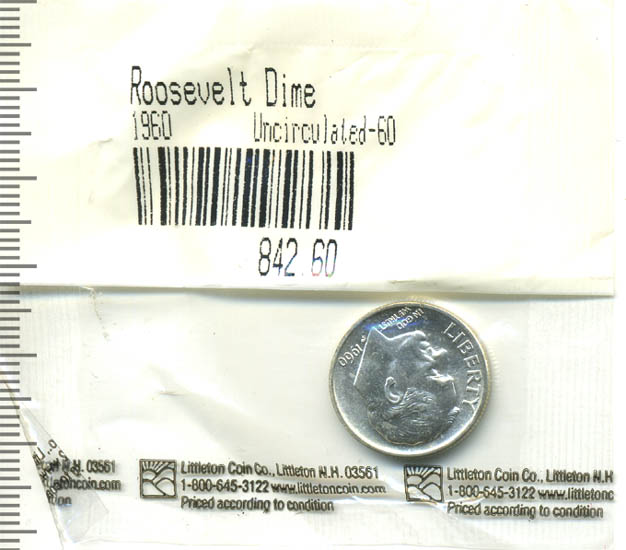 Roosevelt Dime
1960 Uncirculated-60
842.60
LIBERTY
IN GOD
WE TRUST
1960
N.H. 03561
Littleton Coin Co., Littleton N.H. 03561
1-800-645-3122 www.littletoncoin.com
Priced according to condition
Littleton Coin Co., Littleton N.H
1-800-645-3122 www.littletonc
Priced according to condition